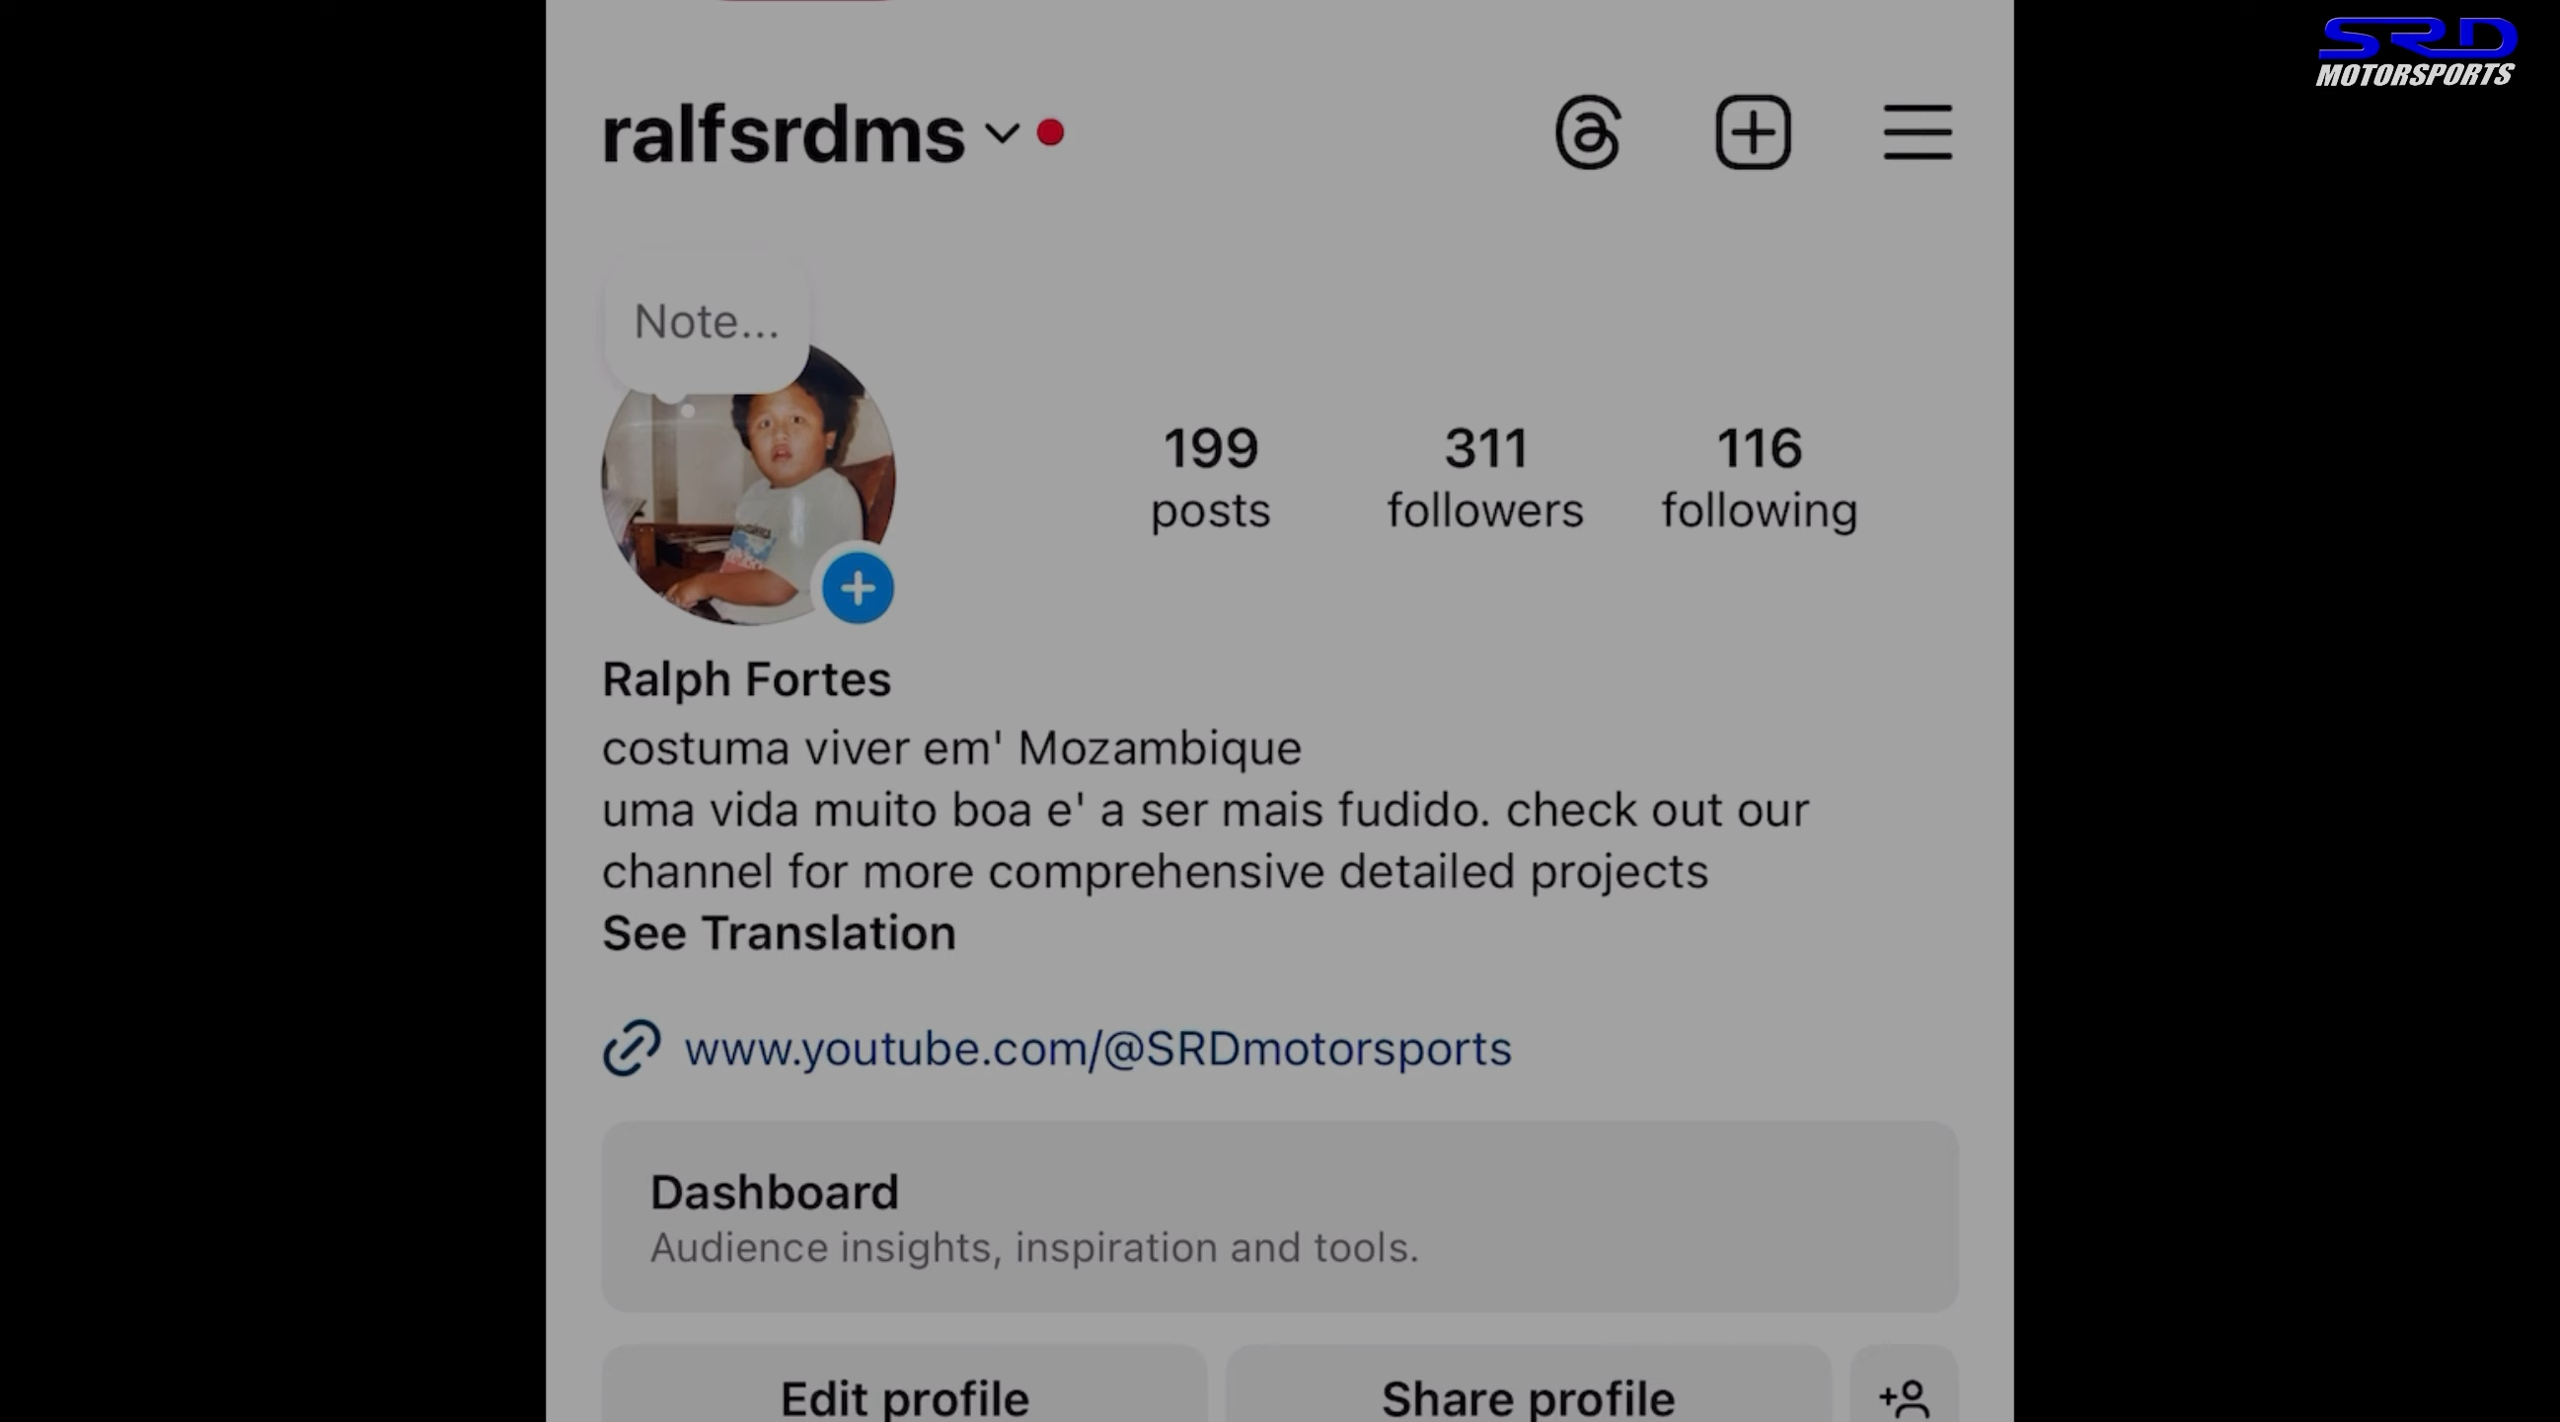 SRD
MOTORSPORTS
ralfsrdms
Note...
199 posts
311 followers
116 following
Ralph Fortes
costuma viver em' Mozambique
uma vida muito boa e' a ser mais fudido. check out our
channel for more comprehensive detailed projects
See Translation
www.youtube.com/@SRDmotorsports
Dashboard
Audience insights, inspiration and tools.
Edit profile
Share profile